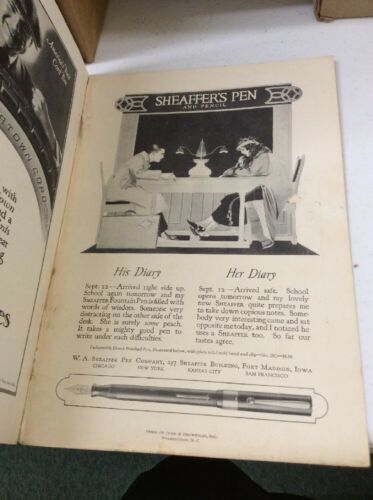 SHEAFFER'S PEN
AND PENCIL
TOWN CORD
with
His Diary
Sept. 12—Arrived right side up.
School again tomorrow and my
SHEAFFER Fountain Pen is filled with
words of wisdom. Someone very
distracting on the other side of the
desk. She is surely some peach.
It takes a mighty good pen to
write under such difficulties.
Her Diary
Sept. 12—Arrived safe. School
opens tomorrow and my lovely
new SHEAFFER quite prepares me
to take down copious notes. Some-
body very interesting came and sat
opposite me today, and I noticed he
uses a SHEAFFER too. So far our
tastes agree.
W. A. SHEAFFER PEN COMPANY, 237 SHEAFFER BUILDING, FORT MADISON, IOWA
CHICAGO NEW YORK KANSAS CITY SAN FRANCISCO
WASHINGTON, D. C.